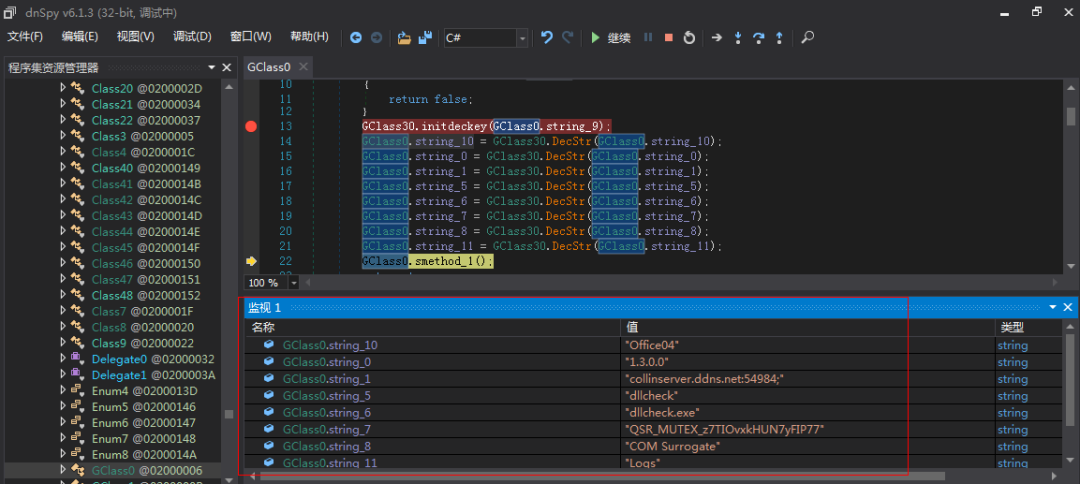 dnSpy v6.1.3 (32-bit, 调试中)
文件(F) 编辑(E) 视图(V) 调试(D) 窗口(W) 帮助(H) C# 继续
程序集资源管理器
Class20 @0200002D
Class21 @02000034
Class22 @02000037
Class3 @02000005
Class4 @0200001C
Class40 @02000149
Class41 @0200014B
Class42 @0200014C
Class43 @0200014D
Class44 @0200014E
Class45 @0200014F
Class46 @02000150
Class47 @02000151
Class48 @02000152
Class7 @0200001F
Class8 @02000020
Class9 @02000022
Delegate0 @02000032
Delegate1 @0200003A
Enum4 @0200013D
Enum5 @02000146
Enum6 @02000147
Enum7 @02000148
Enum8 @0200014A
GClass0 @02000006
GClass0
10 {
11 return false;
12 }
13 GClass30.initdeckey(GClass0.string_9);
14 GClass0.string_10 = GClass30.DecStr(GClass0.string_10);
15 GClass0.string_0 = GClass30.DecStr(GClass0.string_0);
16 GClass0.string_1 = GClass30.DecStr(GClass0.string_1);
17 GClass0.string_5 = GClass30.DecStr(GClass0.string_5);
18 GClass0.string_6 = GClass30.DecStr(GClass0.string_6);
19 GClass0.string_7 = GClass30.DecStr(GClass0.string_7);
20 GClass0.string_8 = GClass30.DecStr(GClass0.string_8);
21 GClass0.string_11 = GClass30.DecStr(GClass0.string_11);
22 GClass0.smethod_1();
100 %
监视 1
名称 值 类型
GClass0.string_10 "Office04" string
GClass0.string_0 "1.3.0.0" string
GClass0.string_1 "collinserver.ddns.net:54984;" string
GClass0.string_5 "dllcheck" string
GClass0.string_6 "dllcheck.exe" string
GClass0.string_7 "QSR_MUTEX_z7TIOvxkHUN7yFIP77" string
GClass0.string_8 "COM Surrogate" string
GClass0.string_11 "Logs" string